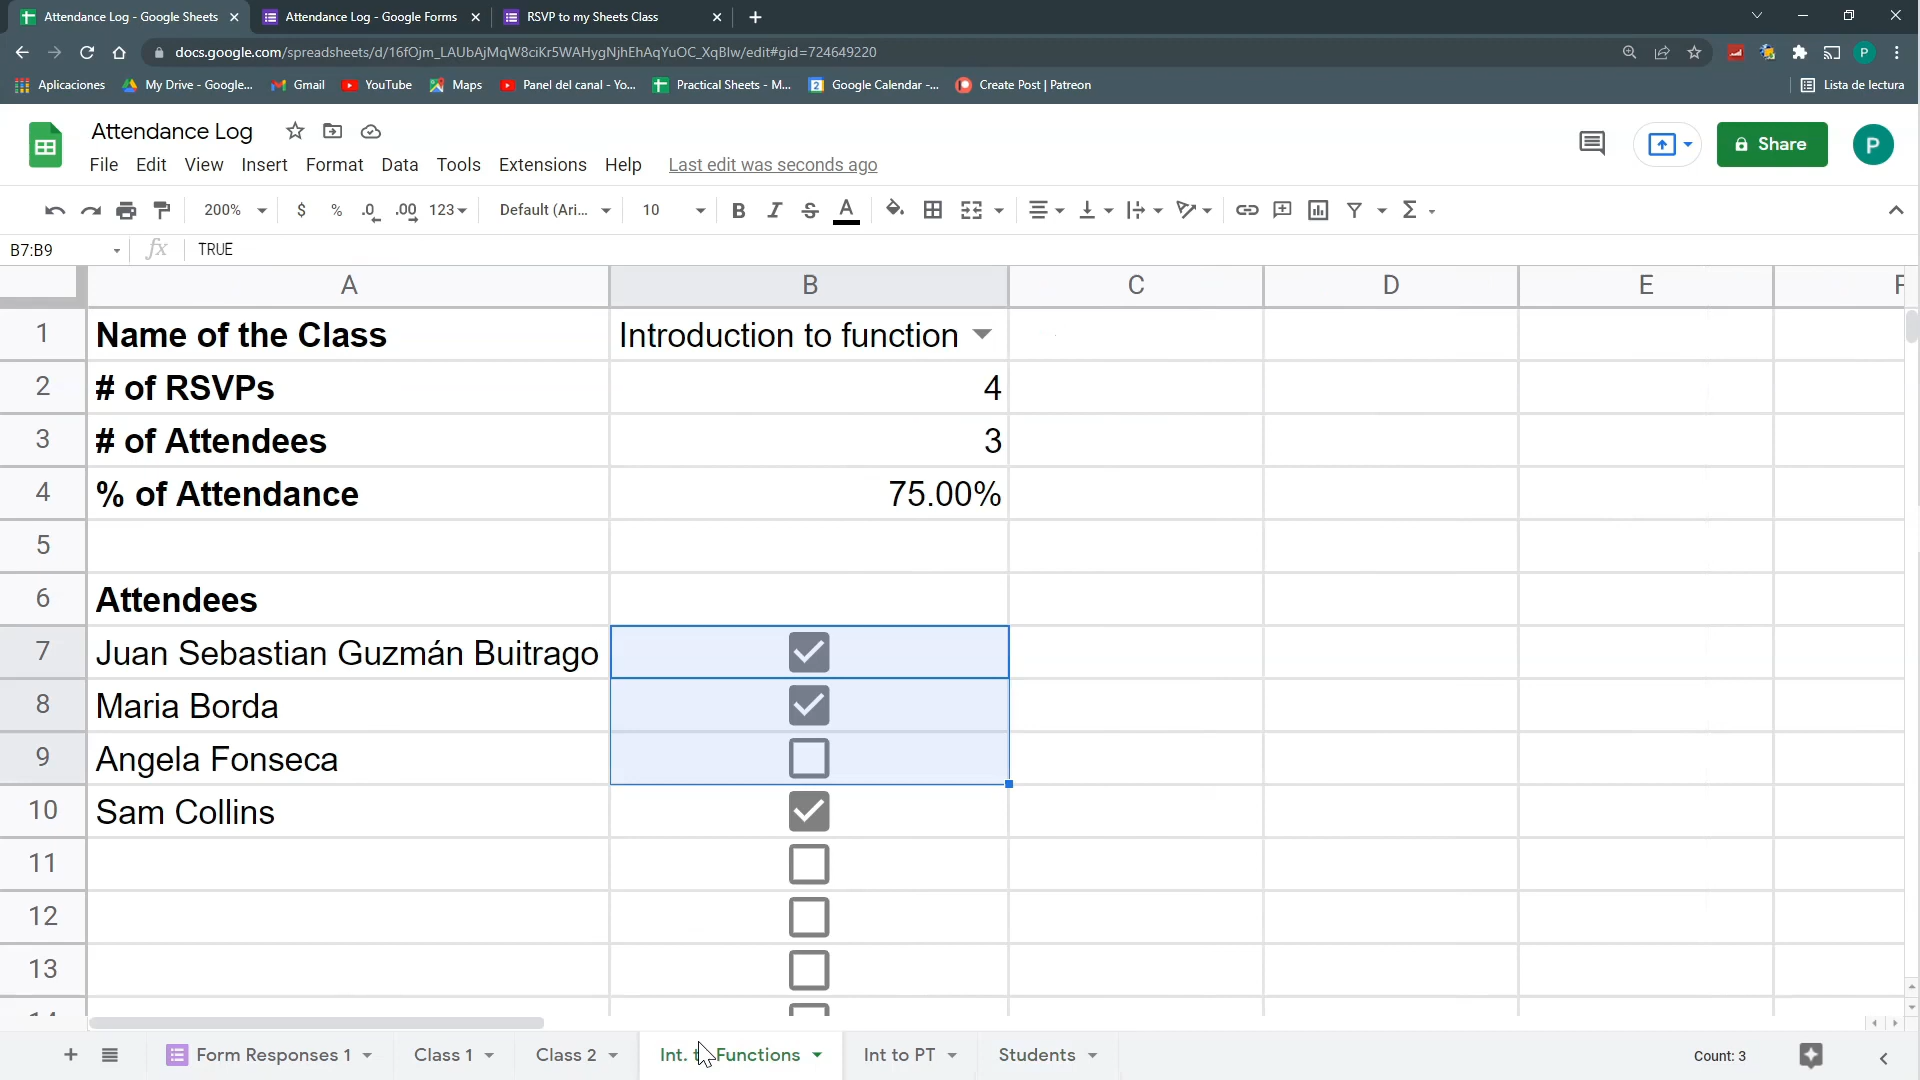 Attendance Log - Google Sheets
Attendance Log - Google Forms
RSVP to my Sheets Class
docs.google.com/spreadsheets/d/16fOjm_LAUbAjMqW8ciKr5WAHygNjhEhAqYuOC_XqBlw/edit#gid=724649220
P
Aplicaciones
My Drive - Google...
Gmail
YouTube
Maps
Panel del canal - Yo...
Practical Sheets - M...
Google Calendar -...
Create Post | Patreon
Lista de lectura
Attendance Log
File Edit View Insert Format Data Tools Extensions Help Last edit was seconds ago
Share
P
200% $ % .0 .00 123 Default (Ari... 10 B I S A Σ
B7:B9 fx TRUE
A B C D E F
1 Name of the Class Introduction to function
2 # of RSVPs 4
3 # of Attendees 3
4 % of Attendance 75.00%
5
6 Attendees
7 Juan Sebastian Guzmán Buitrago
8 Maria Borda
9 Angela Fonseca
10 Sam Collins
11
12
13
Form Responses 1 Class 1 Class 2 Int. to Functions Int to PT Students Count: 3